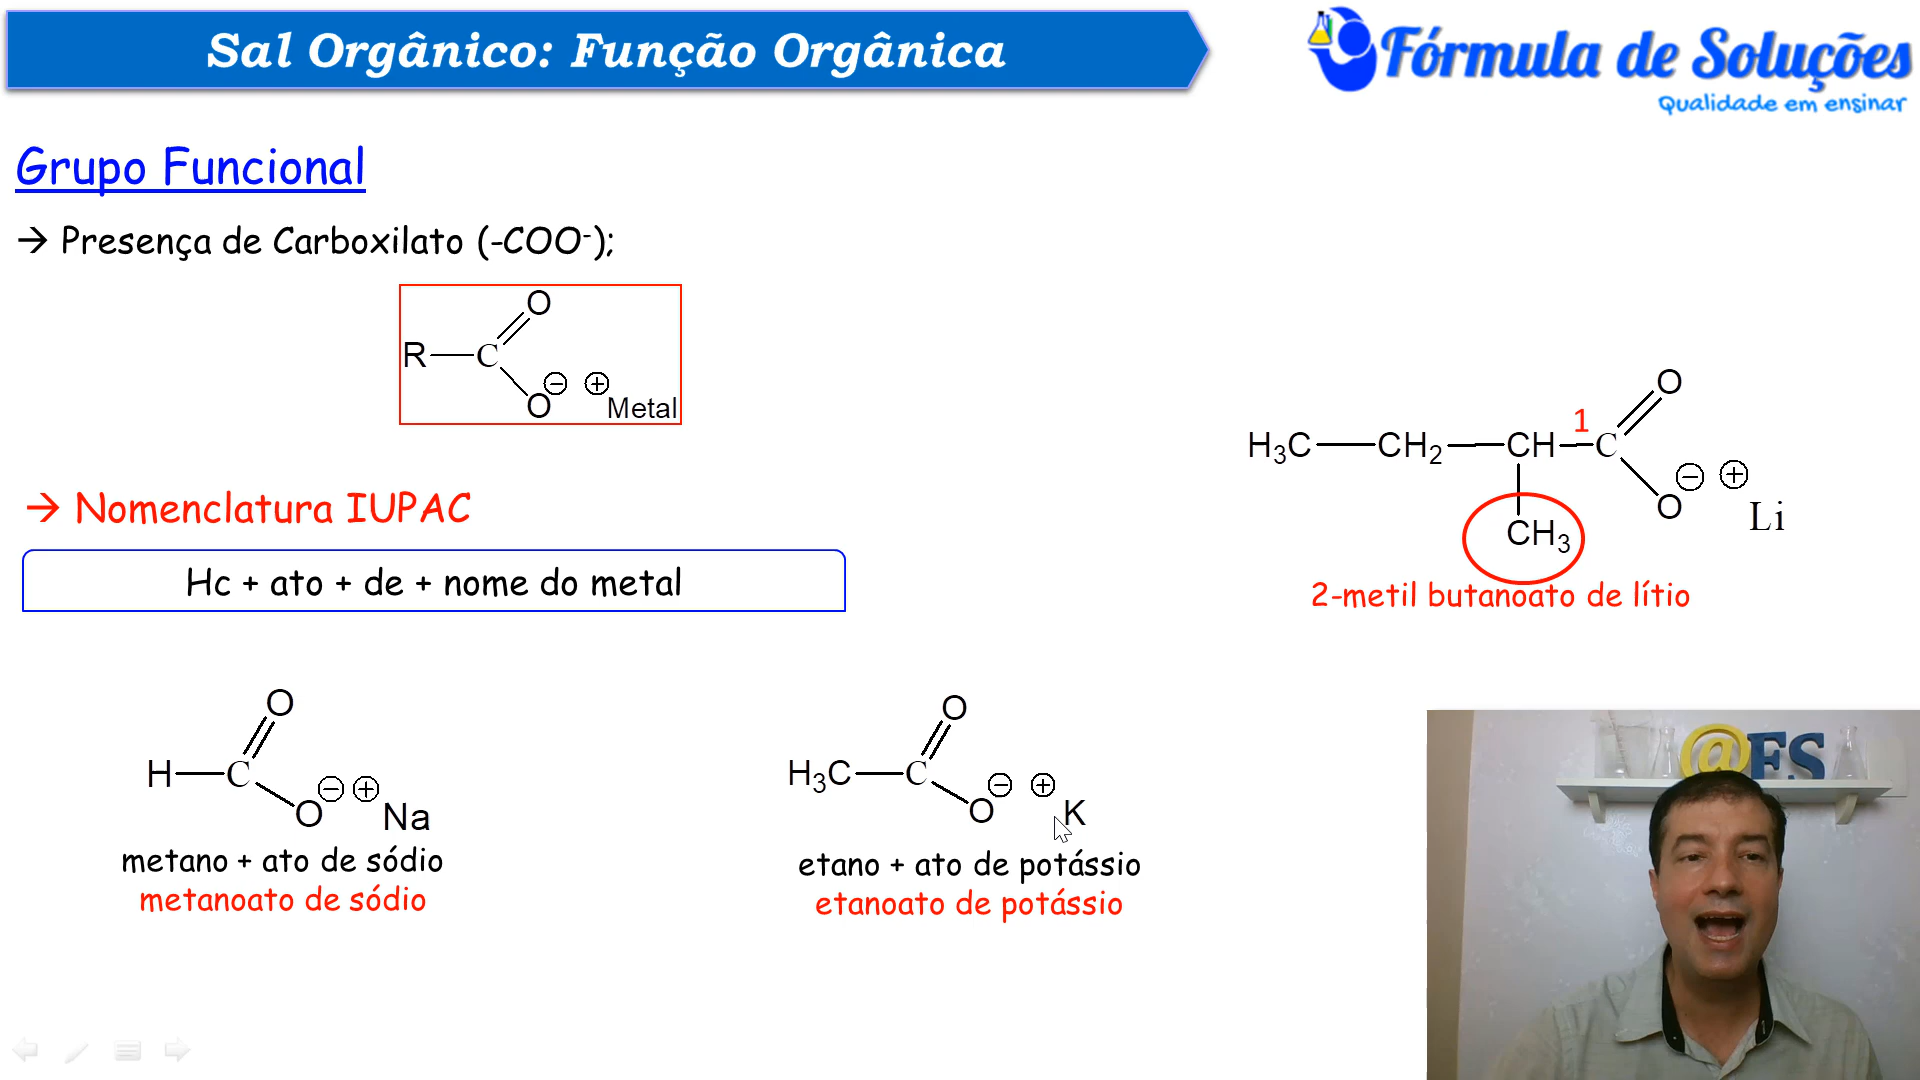 Sal Orgânico: Função Orgânica
Fórmula de Soluções
Qualidade em ensinar
Grupo Funcional
→ Presença de Carboxilato (-COO⁻);
O
R C
⊖ ⊕
O Metal
→ Nomenclatura IUPAC
Hc + ato + de + nome do metal
O
1
H₃C CH₂ CH C
⊖ ⊕
O Li
CH₃
2-metil butanoato de lítio
O
H C
⊖ ⊕
O Na
metano + ato de sódio
metanoato de sódio
O
H₃C C
⊖ ⊕
O K
etano + ato de potássio
etanoato de potássio
@FS